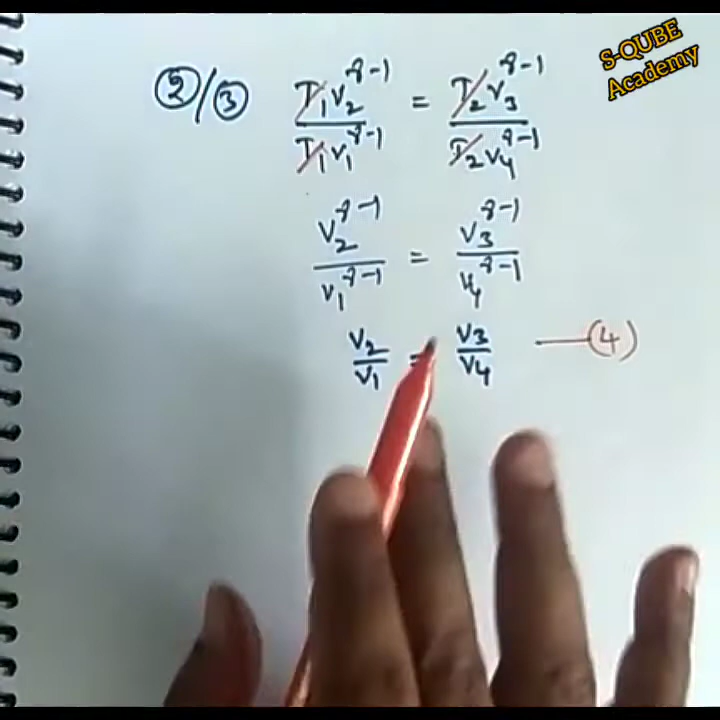 S-QUBE
Academy
②/③ T₁V₂^γ-1 / T₁V₁^γ-1 = T₂V₃^γ-1 / T₂V₄^γ-1
V₂^γ-1 / V₁^γ-1 = V₃^γ-1 / V₄^γ-1
V₂ / V₁ = V₃ / V₄ —(4)